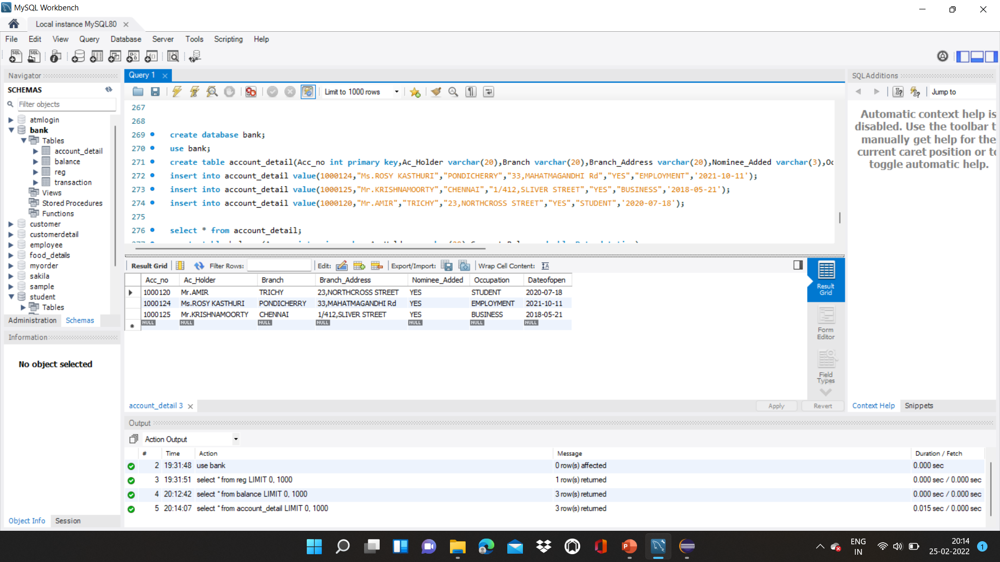 MySQL Workbench
Local instance MySQL80
File Edit View Query Database Server Tools Scripting Help
Navigator
SCHEMAS
Filter objects
atmlogin
bank
Tables
account_detail
balance
reg
transaction
Views
Stored Procedures
Functions
customer
customerdetail
employee
food_details
myorder
sakila
sample
student
Tables
Administration Schemas
Information
No object selected
Object Info Session
Query 1
Limit to 1000 rows
267
268
269 create database bank;
270 use bank;
271 create table account_detail(Acc_no int primary key,Ac_Holder varchar(20),Branch varchar(20),Branch_Address varchar(20),Nominee_Added varchar(3),Oc
272 insert into account_detail value(1000124,"Ms.ROSY KASTHURI","PONDICHERRY","33,MAHATMAGANDHI Rd","YES","EMPLOYMENT",'2021-10-11');
273 insert into account_detail value(1000125,"Mr.KRISHNAMOORTY","CHENNAI","1/412,SLIVER STREET","YES","BUSINESS",'2018-05-21');
274 insert into account_detail value(1000120,"Mr.AMIR","TRICHY","23,NORTHCROSS STREET","YES","STUDENT",'2020-07-18');
275
276 select * from account_detail;
Result Grid Filter Rows: Edit: Export/Import: Wrap Cell Content:
Acc_no Ac_Holder Branch Branch_Address Nominee_Added Occupation Dateofopen
1000120 Mr.AMIR TRICHY 23,NORTHCROSS STREET YES STUDENT 2020-07-18
1000124 Ms.ROSY KASTHURI PONDICHERRY 33,MAHATMAGANDHI Rd YES EMPLOYMENT 2021-10-11
1000125 Mr.KRISHNAMOORTY CHENNAI 1/412,SLIVER STREET YES BUSINESS 2018-05-21
NULL NULL NULL NULL NULL NULL NULL
Result
Grid
Form
Editor
Field
Types
account_detail 3
Apply Revert
SQLAdditions
Jump to
Automatic context help is
disabled. Use the toolbar t
manually get help for the
current caret position or to
toggle automatic help.
Context Help Snippets
Output
Action Output
# Time Action Message Duration / Fetch
2 19:31:48 use bank 0 row(s) affected 0.000 sec
3 19:31:51 select * from reg LIMIT 0, 1000 1 row(s) returned 0.000 sec / 0.000 sec
4 20:12:42 select * from balance LIMIT 0, 1000 3 row(s) returned 0.000 sec / 0.000 sec
5 20:14:07 select * from account_detail LIMIT 0, 1000 3 row(s) returned 0.015 sec / 0.000 sec
ENG
IN
20:14
25-02-2022
1